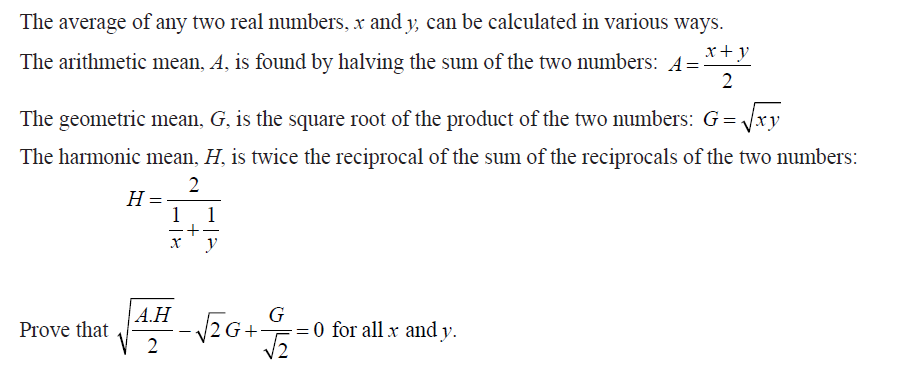 The average of any two real numbers, x and y, can be calculated in various ways.
The arithmetic mean, A, is found by halving the sum of the two numbers: A = (x + y)/2
The geometric mean, G, is the square root of the product of the two numbers: G = √(xy)
The harmonic mean, H, is twice the reciprocal of the sum of the reciprocals of the two numbers:
H = 2/(1/x + 1/y)
Prove that √(A.H/2) − √2 G + G/√2 = 0 for all x and y.